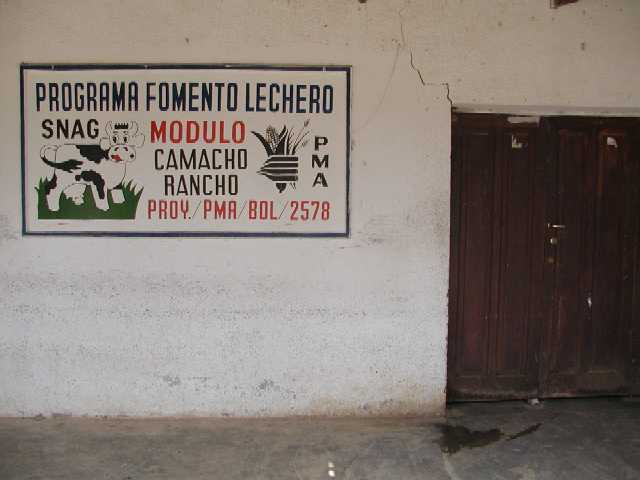 PROGRAMA FOMENTO LECHERO
SNAG
MODULO
CAMACHO
RANCHO
PROY./PMA/BOL/2578
PMA